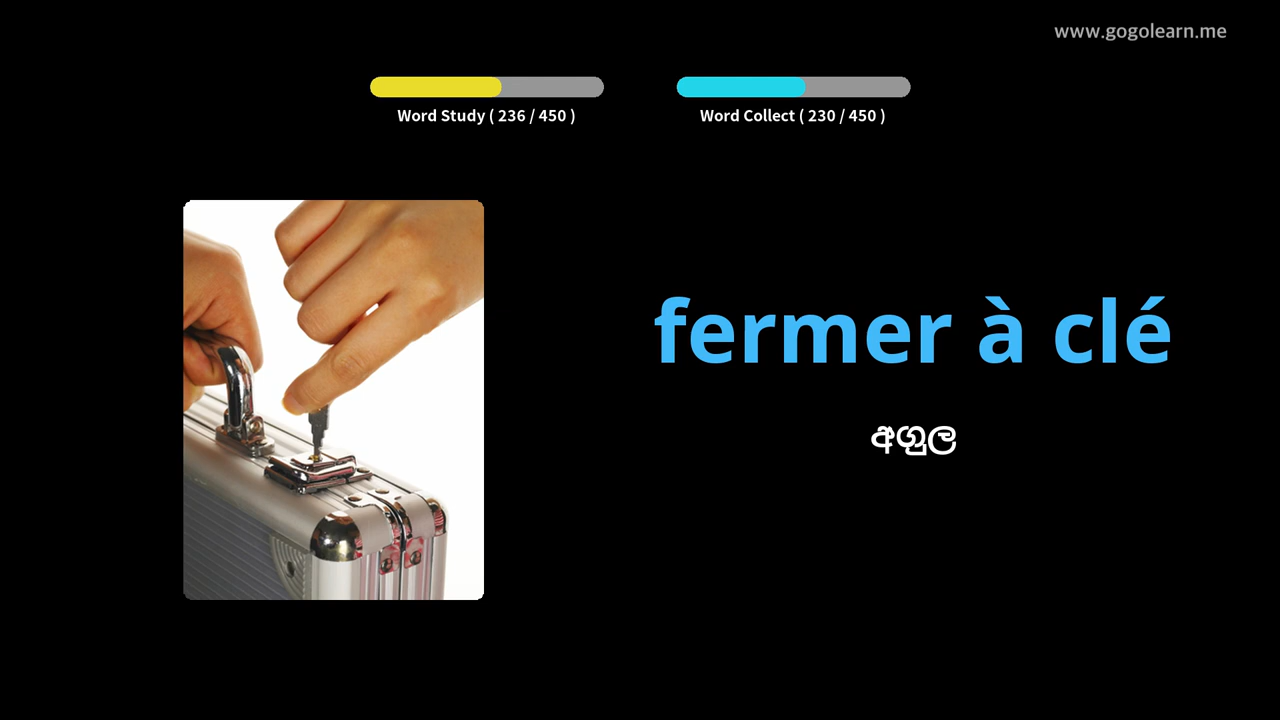 www.gogolearn.me
Word Study ( 236 / 450 )
Word Collect ( 230 / 450 )
fermer à clé
අගුල